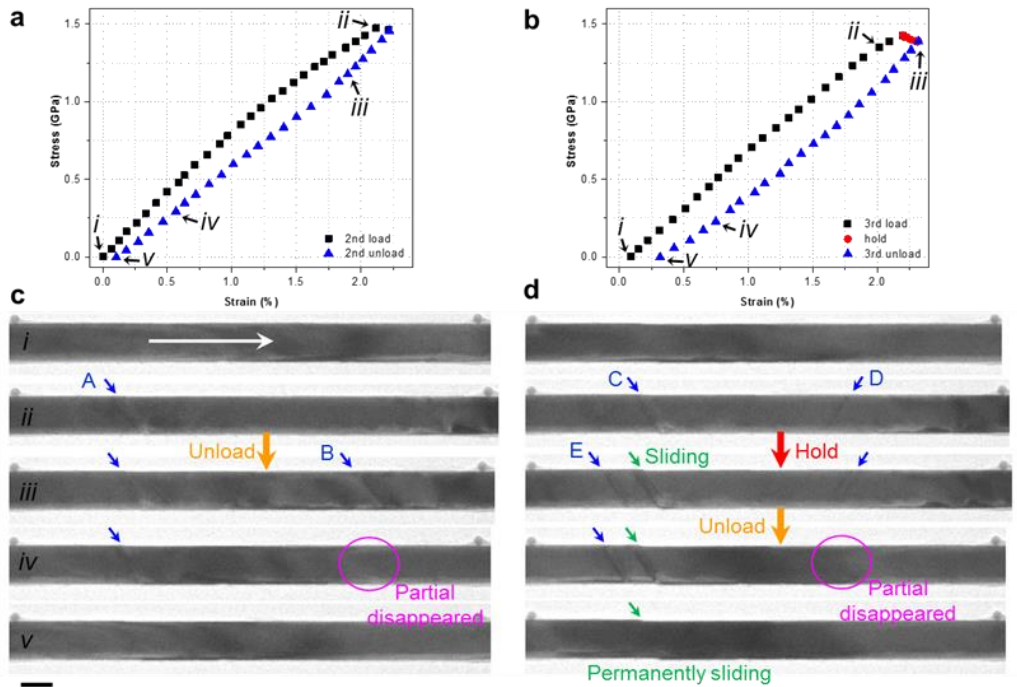 a
1.5
1.0
0.5
0.0
Stress (GPa)
0.0 0.5 1.0 1.5 2.0
Strain (%)
i
ii
iii
iv
v
2nd load
2nd unload
b
1.5
1.0
0.5
0.0
Stress (GPa)
0.0 0.5 1.0 1.5 2.0
Strain (%)
i
ii
iii
iv
v
3rd load
hold
3rd unload
c
i
A
ii
Unload
B
iii
iv
Partial
disappeared
v
d
C
D
Hold
E
Sliding
Unload
Partial
disappeared
Permanently sliding